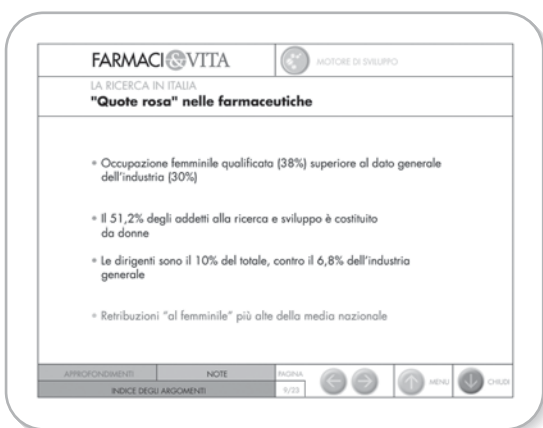 FARMACI&VITA
MOTORE DI SVILUPPO
LA RICERCA IN ITALIA
"Quote rosa" nelle farmaceutiche
• Occupazione femminile qualificata (38%) superiore al dato generale
dell'industria (30%)
• Il 51,2% degli addetti alla ricerca e sviluppo è costituito
da donne
• Le dirigenti sono il 10% del totale, contro il 6,8% dell'industria
generale
• Retribuzioni "al femminile" più alte della media nazionale
APPROFONDIMENTI
NOTE
PAGINA
MENU
CHIUDI
INDICE DEGLI ARGOMENTI
9/23